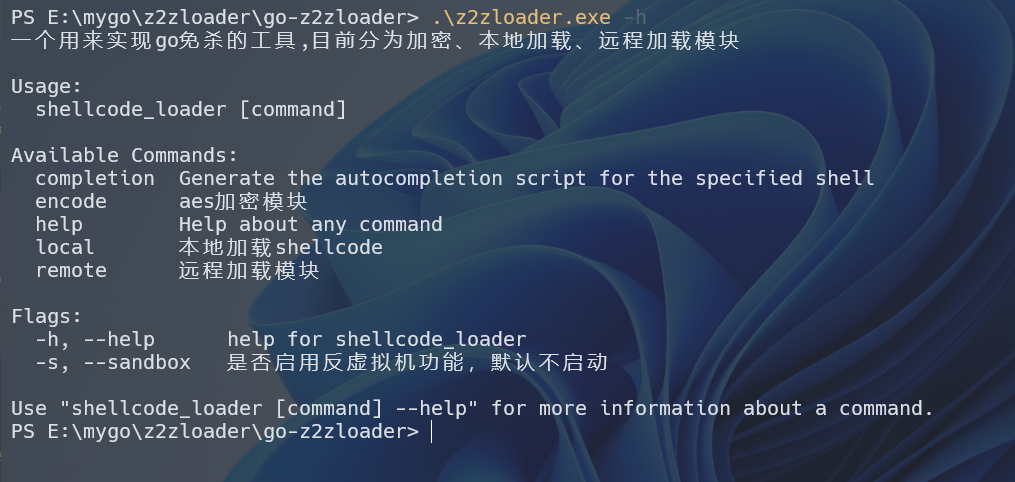 PS E:\mygo\z2zloader\go-z2zloader> .\z2zloader.exe -h
一个用来实现go免杀的工具,目前分为加密、本地加载、远程加载模块
Usage:
shellcode_loader [command]
Available Commands:
completion Generate the autocompletion script for the specified shell
encode aes加密模块
help Help about any command
local 本地加载shellcode
remote 远程加载模块
Flags:
-h, --help help for shellcode_loader
-s, --sandbox 是否启用反虚拟机功能，默认不启动
Use "shellcode_loader [command] --help" for more information about a command.
PS E:\mygo\z2zloader\go-z2zloader>